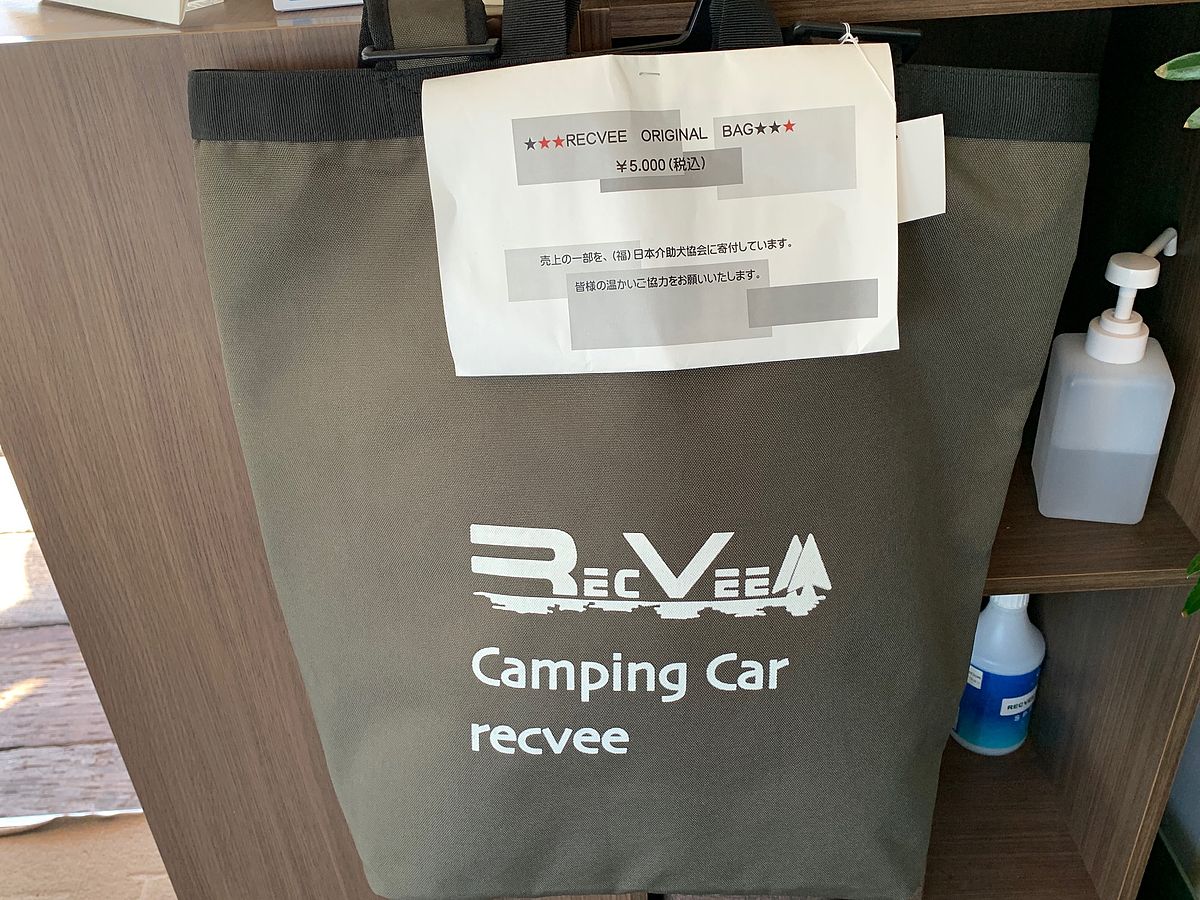 ★★★RECVEE ORIGINAL BAG★★★
¥5.000(税込)
売上の一部を、(福)日本介助犬協会に寄付しています。
皆様の温かいご協力をお願いいたします。
RECVEE
Camping Car
recvee
RECVEE